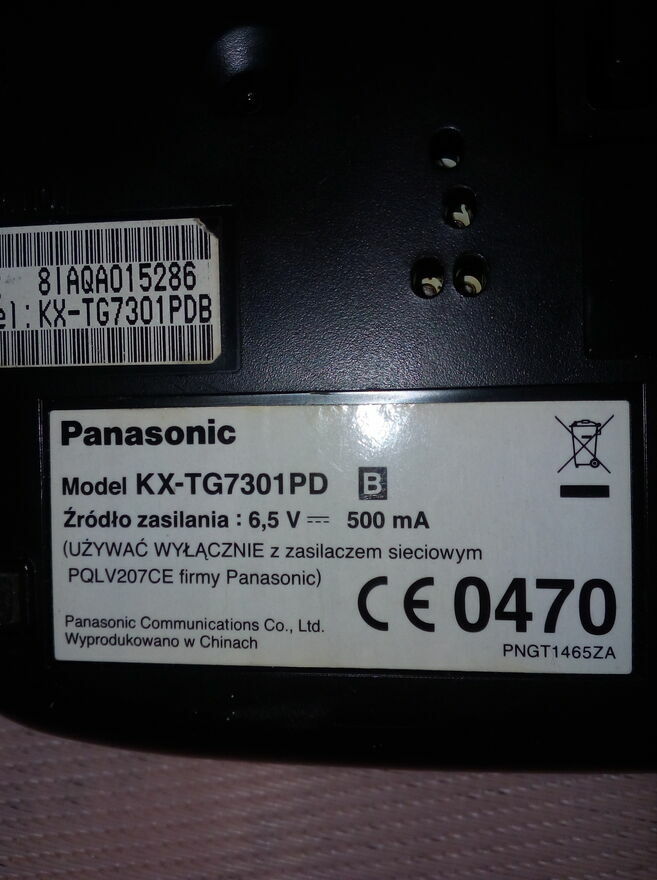 81AQA015286
KX-TG7301PDB
Panasonic
Model KX-TG7301PD B
Źródło zasilania : 6,5 V ⎓ 500 mA
(UŻYWAĆ WYŁĄCZNIE z zasilaczem sieciowym
PQLV207CE firmy Panasonic)
CE 0470
Panasonic Communications Co., Ltd.
Wyprodukowano w Chinach
PNGT1465ZA